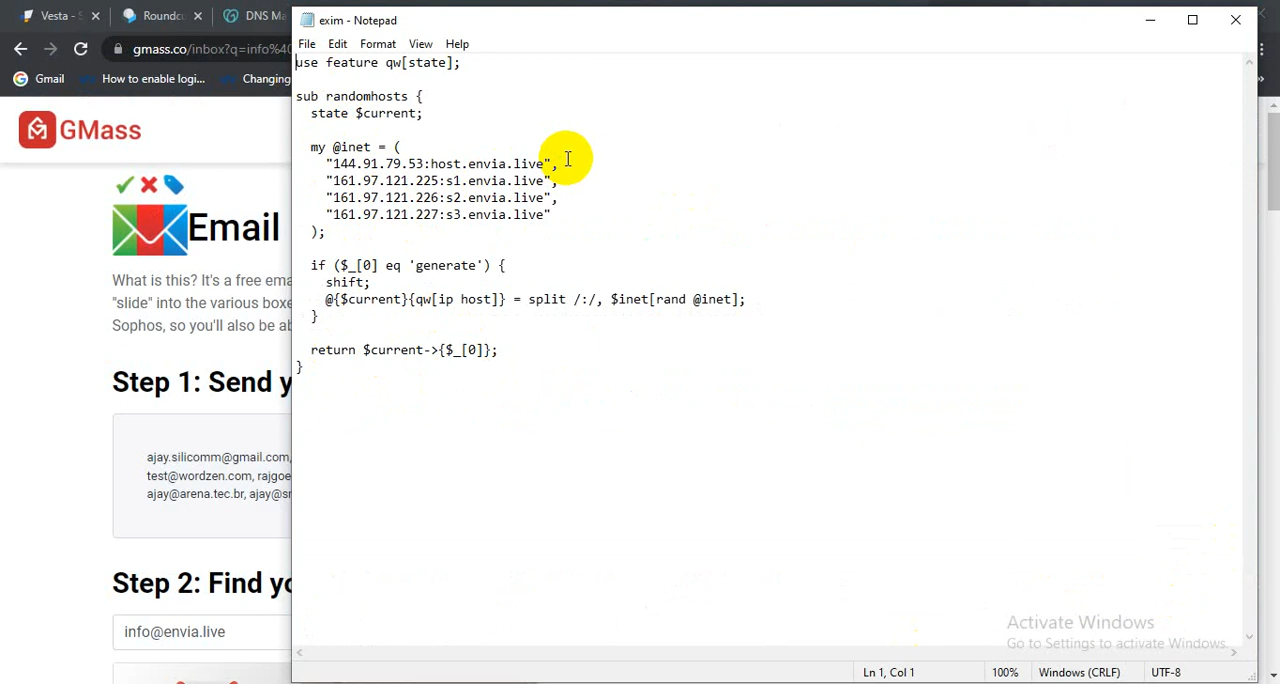 Vesta - S
Roundcu
DNS Ma
gmass.co/inbox?q=info%40
Gmail
How to enable logi...
Changing
GMass
Email
What is this? It's a free ema
"slide" into the various boxe
Sophos, so you'll also be ab
Step 1: Send y
ajay.silicomm@gmail.com,
test@wordzen.com, rajgoe
ajay@arena.tec.br, ajay@sr
Step 2: Find yo
info@envia.live
exim - Notepad
File Edit Format View Help
use feature qw[state];
sub randomhosts {
state $current;
my @inet = (
"144.91.79.53:host.envia.live",
"161.97.121.225:s1.envia.live",
"161.97.121.226:s2.envia.live",
"161.97.121.227:s3.envia.live"
);
if ($_[0] eq 'generate') {
shift;
@{$current}{qw[ip host]} = split /:/, $inet[rand @inet];
}
return $current->{$_[0]};
}
Activate Windows
Go to Settings to activate Windows.
Ln 1, Col 1
100%
Windows (CRLF)
UTF-8